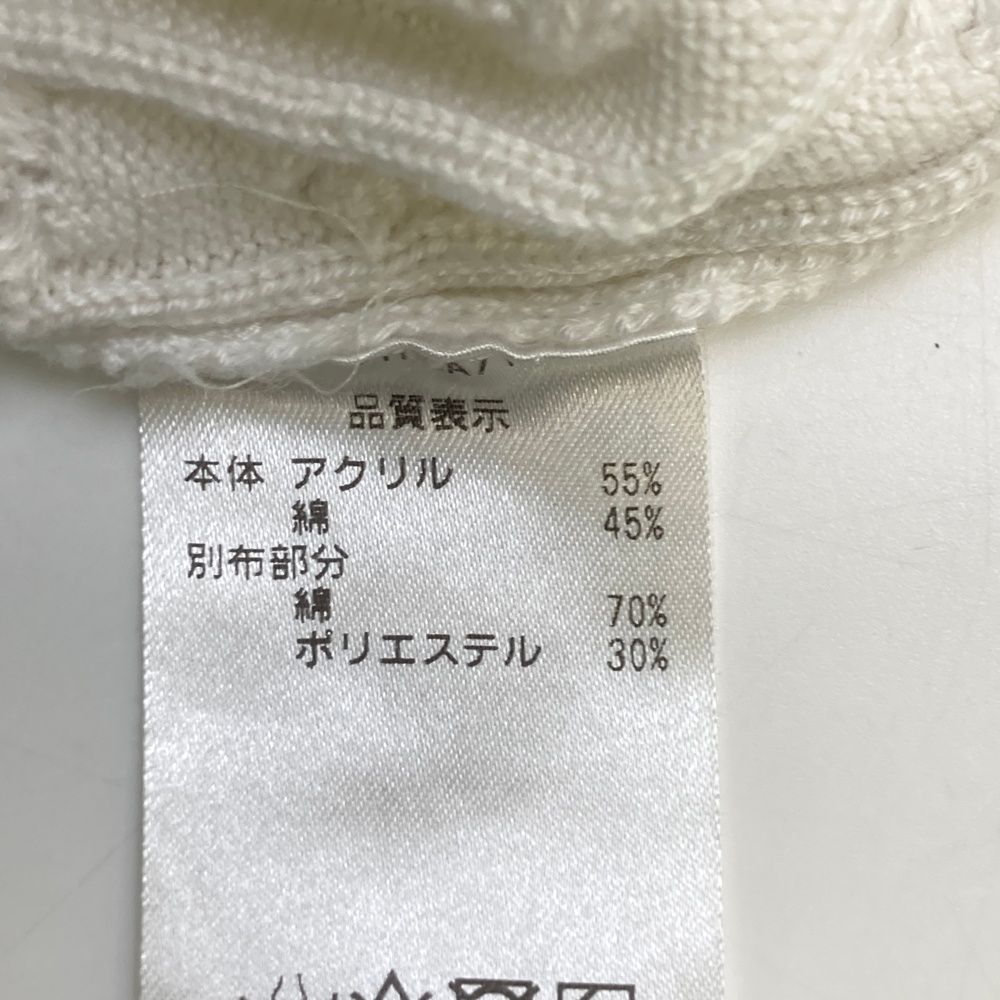 品質表示
本体 アクリル 55%
綿 45%
別布部分
綿 70%
ポリエステル 30%